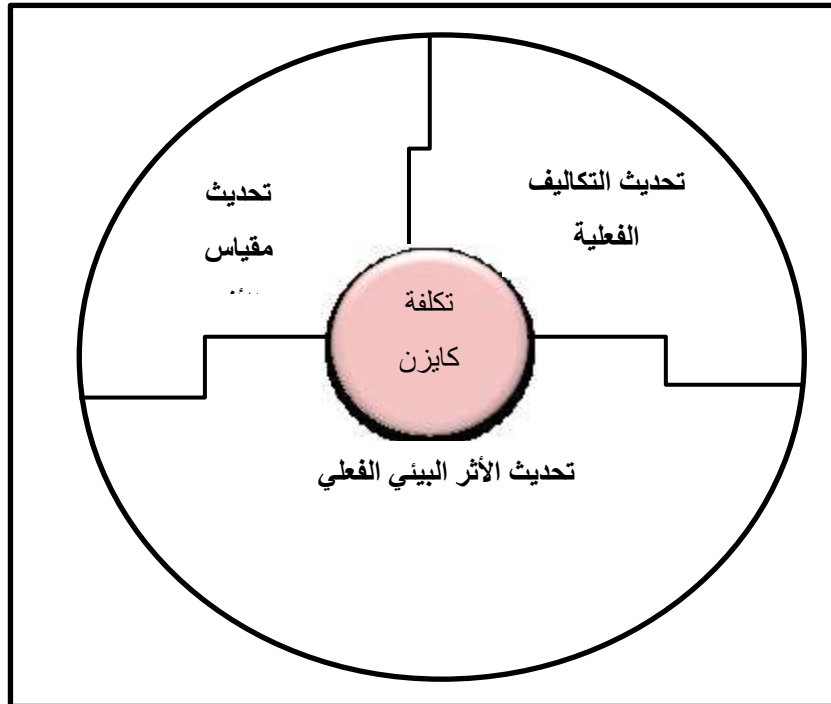 تحديث التكاليف
الفعلية
تحديث
مقياس
تكلفة
كايزن
تحديث الأثر البيئي الفعلي